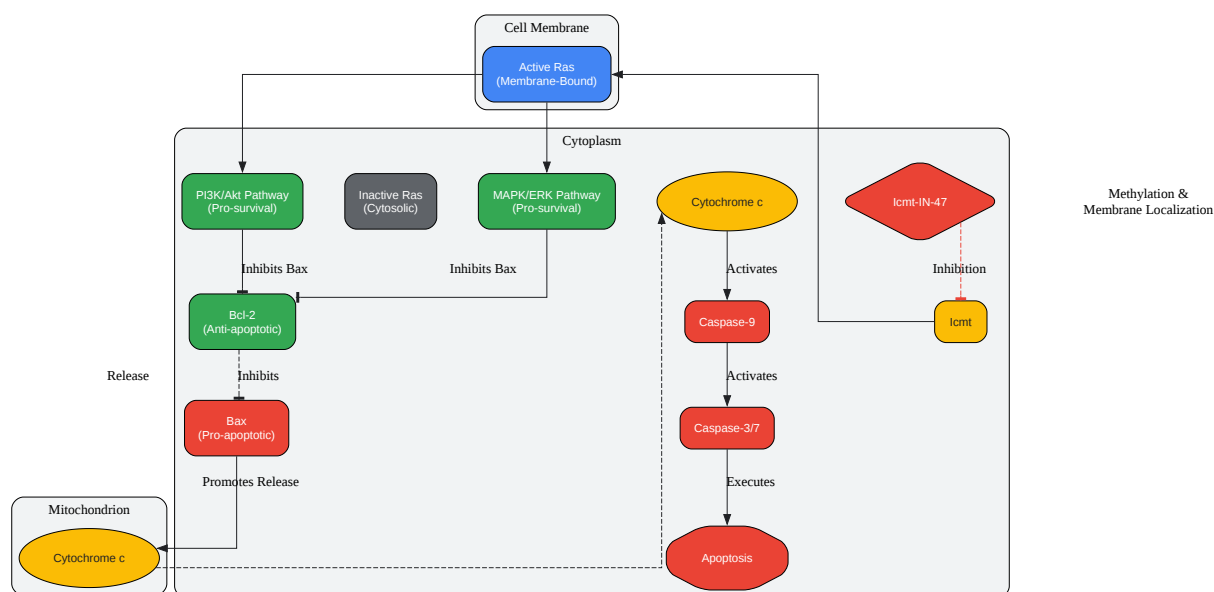 Cell Membrane
Active Ras
(Membrane-Bound)
Cytoplasm
PI3K/Akt Pathway
(Pro-survival)
Inactive Ras
(Cytosolic)
MAPK/ERK Pathway
(Pro-survival)
Cytochrome c
Icmt-IN-47
Methylation &
Membrane Localization
Inhibits Bax
Inhibits Bax
Activates
Inhibition
Bcl-2
(Anti-apoptotic)
Caspase-9
Icmt
Release
Inhibits
Activates
Bax
(Pro-apoptotic)
Caspase-3/7
Promotes Release
Executes
Mitochondrion
Cytochrome c
Apoptosis